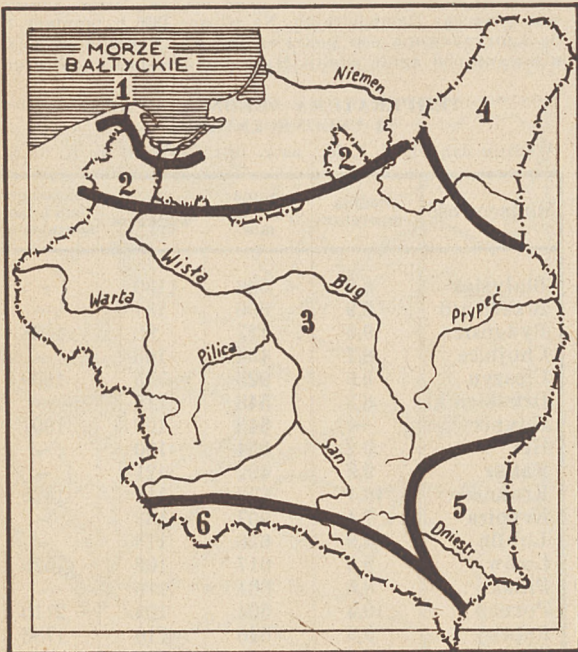 MORZE
BAŁTYCKIE
1
Niemen
4
2
2
Wisła
Bug
Warta
3
Prypeć
Pilica
San
5
6
Dniestr